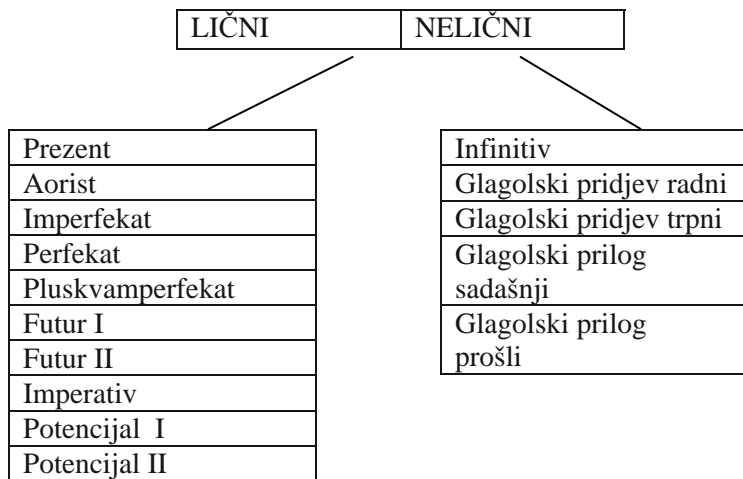 LIČNI NELIČNI
Prezent
Aorist
Imperfekat
Perfekat
Pluskvamperfekat
Futur I
Futur II
Imperativ
Potencijal I
Potencijal II
Infinitiv
Glagolski pridjev radni
Glagolski pridjev trpni
Glagolski prilog
sadašnji
Glagolski prilog
prošli